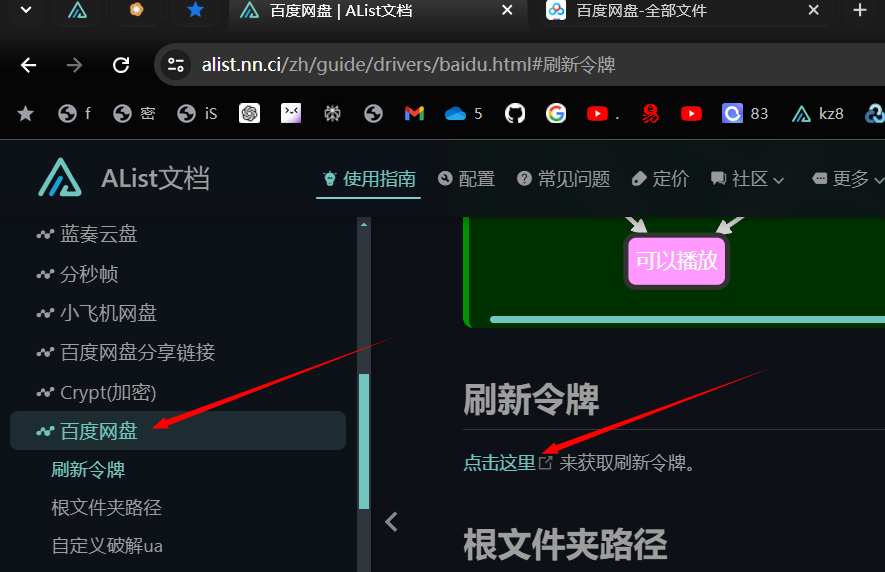 百度网盘 | AList文档
百度网盘-全部文件
alist.nn.ci/zh/guide/drivers/baidu.html#刷新令牌
f 密 iS 5 . 83 kz8
AList文档
使用指南 配置 常见问题 定价 社区 更多
蓝奏云盘
分秒帧
小飞机网盘
百度网盘分享链接
Crypt(加密)
百度网盘
刷新令牌
根文件夹路径
自定义破解ua
可以播放
刷新令牌
点击这里 来获取刷新令牌。
根文件夹路径